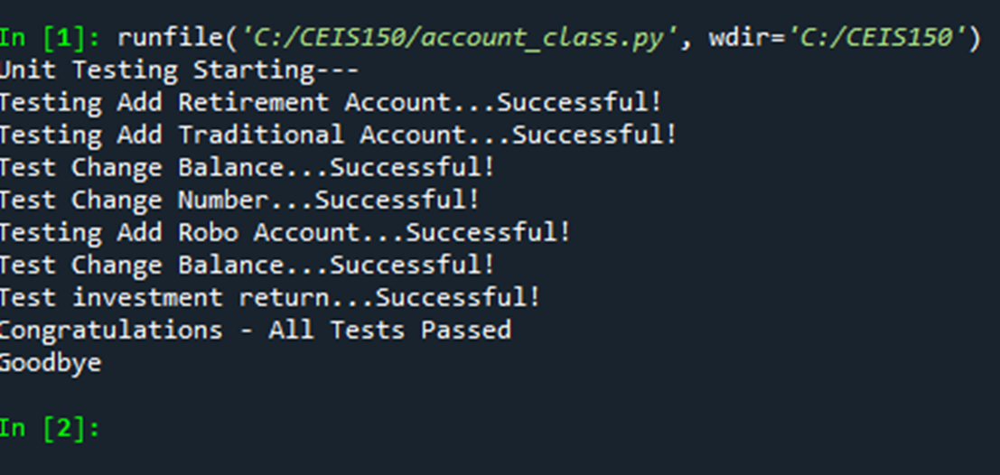 In [1]: runfile('C:/CEIS150/account_class.py', wdir='C:/CEIS150')
Unit Testing Starting---
Testing Add Retirement Account...Successful!
Testing Add Traditional Account...Successful!
Test Change Balance...Successful!
Test Change Number...Successful!
Testing Add Robo Account...Successful!
Test Change Balance...Successful!
Test investment return...Successful!
Congratulations - All Tests Passed
Goodbye
In [2]: